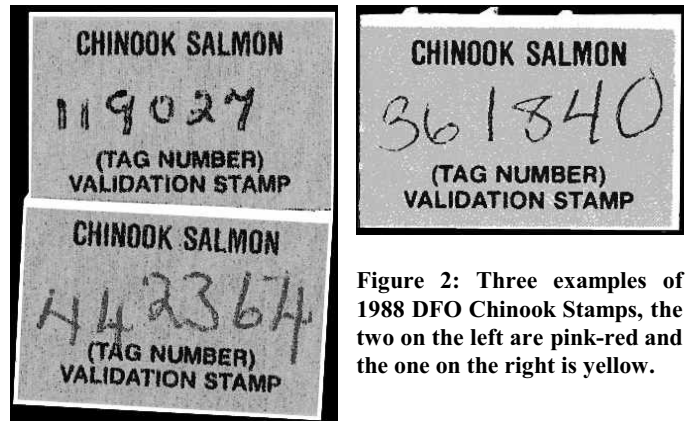 CHINOOK SALMON
119027
(TAG NUMBER)
VALIDATION STAMP
CHINOOK SALMON
442364
(TAG NUMBER)
VALIDATION STAMP
CHINOOK SALMON
361840
(TAG NUMBER)
VALIDATION STAMP
Figure 2: Three examples of
1988 DFO Chinook Stamps, the
two on the left are pink-red and
the one on the right is yellow.